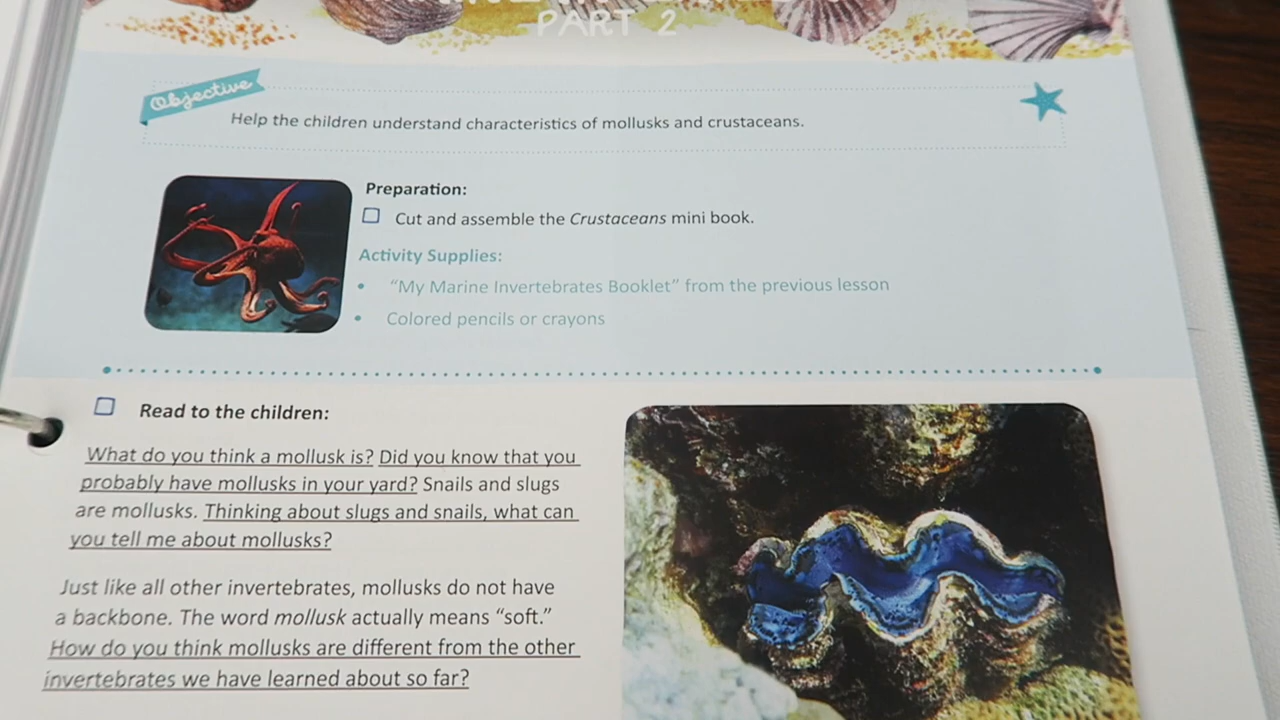 PART 2
Objective
Help the children understand characteristics of mollusks and crustaceans.
Preparation:
Cut and assemble the Crustaceans mini book.
Activity Supplies:
• "My Marine Invertebrates Booklet" from the previous lesson
• Colored pencils or crayons
Read to the children:
What do you think a mollusk is? Did you know that you
probably have mollusks in your yard? Snails and slugs
are mollusks. Thinking about slugs and snails, what can
you tell me about mollusks?
Just like all other invertebrates, mollusks do not have
a backbone. The word mollusk actually means "soft."
How do you think mollusks are different from the other
invertebrates we have learned about so far?